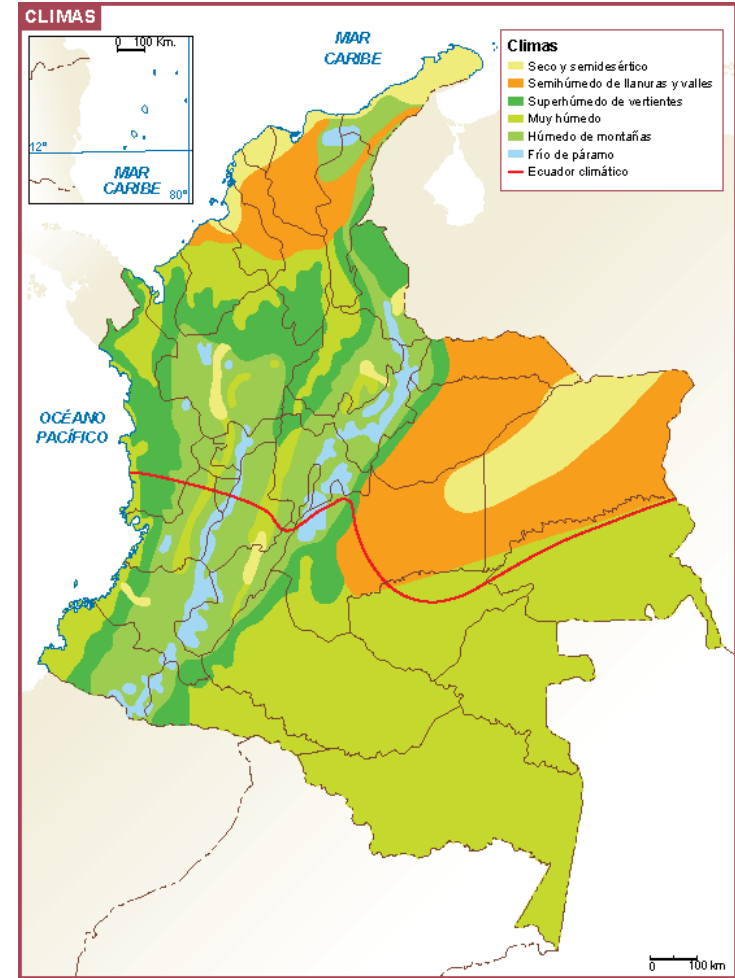 CLIMAS
0 100 Km.
12°
MAR
CARIBE
80°
MAR
CARIBE
Climas
Seco y semidesértico
Semihúmedo de llanuras y valles
Superhúmedo de vertientes
Muy húmedo
Húmedo de montañas
Frío de páramo
Ecuador climático
OCÉANO
PACÍFICO
0 100 km